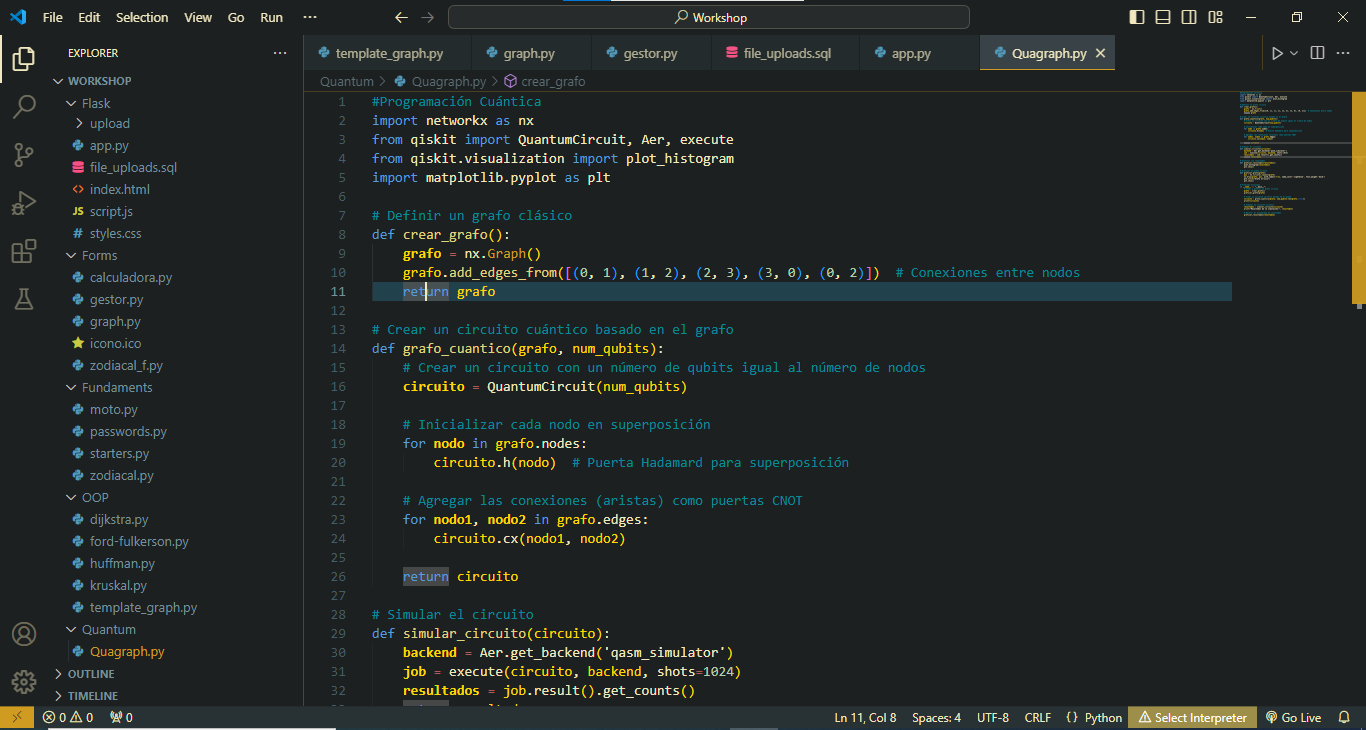 File Edit Selection View Go Run ··· Workshop
EXPLORER ···
WORKSHOP
Flask
upload
app.py
file_uploads.sql
index.html
JS script.js
# styles.css
Forms
calculadora.py
gestor.py
graph.py
icono.ico
zodiacal_f.py
Fundaments
moto.py
passwords.py
starters.py
zodiacal.py
OOP
dijkstra.py
ford-fulkerson.py
huffman.py
kruskal.py
template_graph.py
Quantum
Quagraph.py
OUTLINE
TIMELINE
template_graph.py graph.py gestor.py file_uploads.sql app.py Quagraph.py
Quantum > Quagraph.py > crear_grafo
1 #Programación Cuántica
2 import networkx as nx
3 from qiskit import QuantumCircuit, Aer, execute
4 from qiskit.visualization import plot_histogram
5 import matplotlib.pyplot as plt
6
7 # Definir un grafo clásico
8 def crear_grafo():
9 grafo = nx.Graph()
10 grafo.add_edges_from([(0, 1), (1, 2), (2, 3), (3, 0), (0, 2)]) # Conexiones entre nodos
11 return grafo
12
13 # Crear un circuito cuántico basado en el grafo
14 def grafo_cuantico(grafo, num_qubits):
15 # Crear un circuito con un número de qubits igual al número de nodos
16 circuito = QuantumCircuit(num_qubits)
17
18 # Inicializar cada nodo en superposición
19 for nodo in grafo.nodes:
20 circuito.h(nodo) # Puerta Hadamard para superposición
21
22 # Agregar las conexiones (aristas) como puertas CNOT
23 for nodo1, nodo2 in grafo.edges:
24 circuito.cx(nodo1, nodo2)
25
26 return circuito
27
28 # Simular el circuito
29 def simular_circuito(circuito):
30 backend = Aer.get_backend('qasm_simulator')
31 job = execute(circuito, backend, shots=1024)
32 resultados = job.result().get_counts()
0 0 0 Ln 11, Col 8 Spaces: 4 UTF-8 CRLF {} Python Select Interpreter Go Live